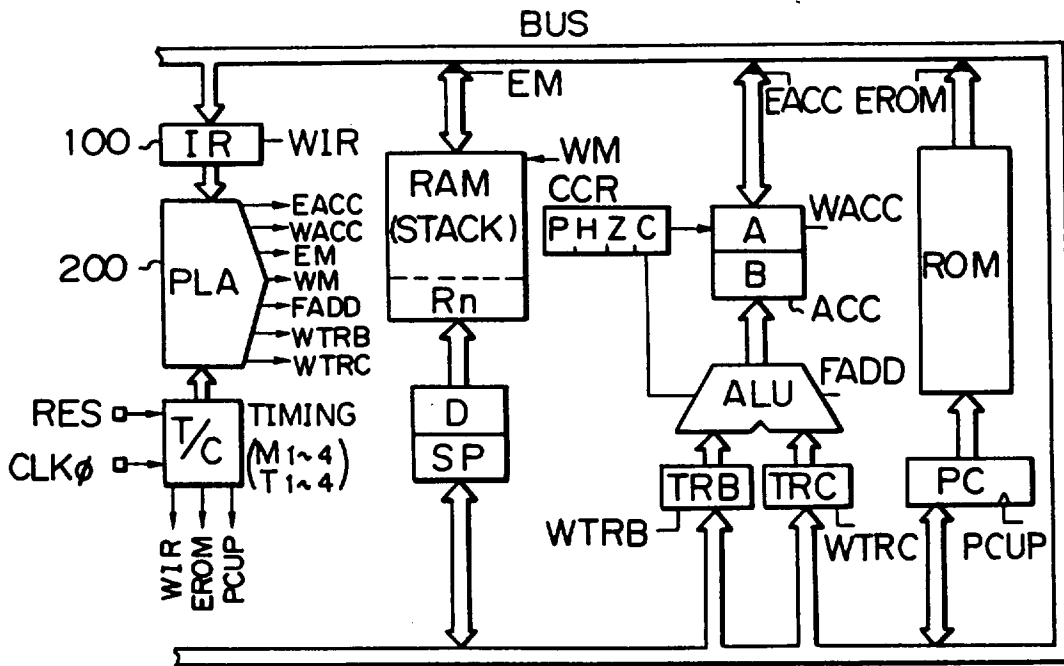 BUS
EM
EACC EROM
100
IR
WIR
RAM
(STACK)
Rn
WM
CCR
P H Z C
A
B
WACC
ACC
ROM
200
PLA
EACC
WACC
EM
WM
FADD
WTRB
WTRC
ALU
FADD
RES
CLKφ
T/C
TIMING
(M1~4)
(T1~4)
D
SP
TRB
TRC
PC
WTRB
WTRC
PCUP
WIR
EROM
PCUP